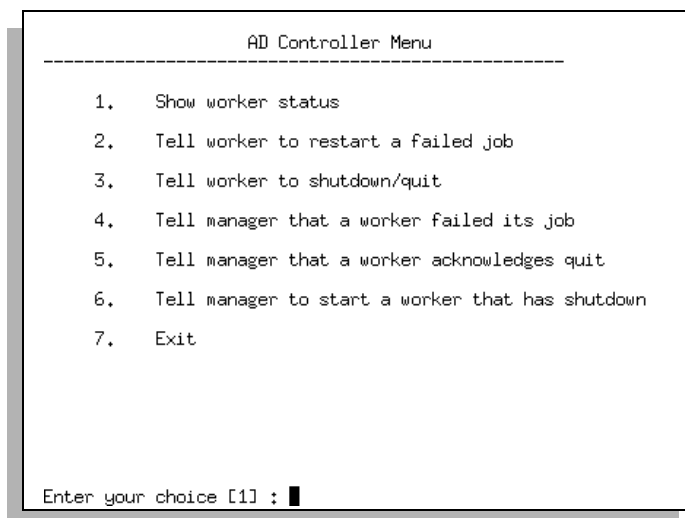 AD Controller Menu
---------------------------------------------------
1. Show worker status
2. Tell worker to restart a failed job
3. Tell worker to shutdown/quit
4. Tell manager that a worker failed its job
5. Tell manager that a worker acknowledges quit
6. Tell manager to start a worker that has shutdown
7. Exit
Enter your choice [1] :